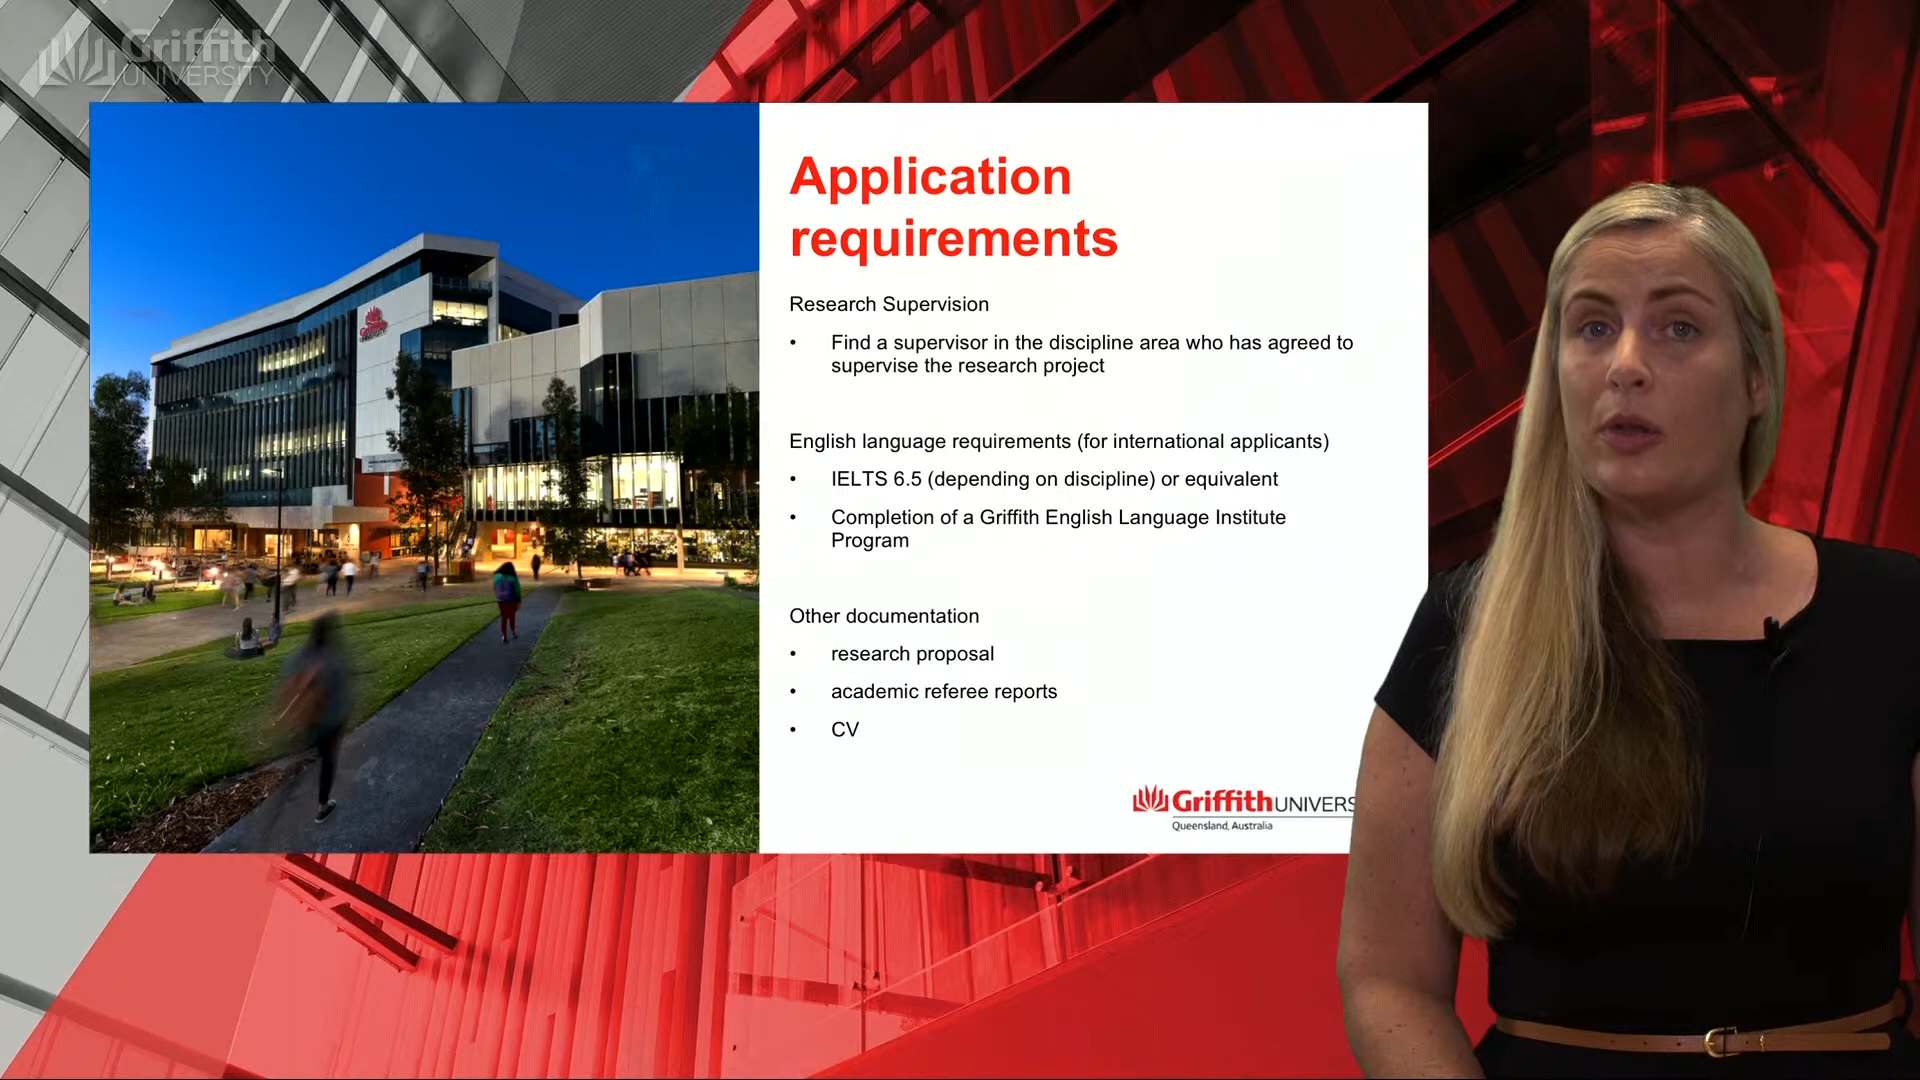 Griffith
UNIVERSITY
Application
requirements
Research Supervision
• Find a supervisor in the discipline area who has agreed to
supervise the research project
English language requirements (for international applicants)
• IELTS 6.5 (depending on discipline) or equivalent
• Completion of a Griffith English Language Institute
Program
Other documentation
• research proposal
• academic referee reports
• CV
Griffith UNIVERS
Queensland, Australia